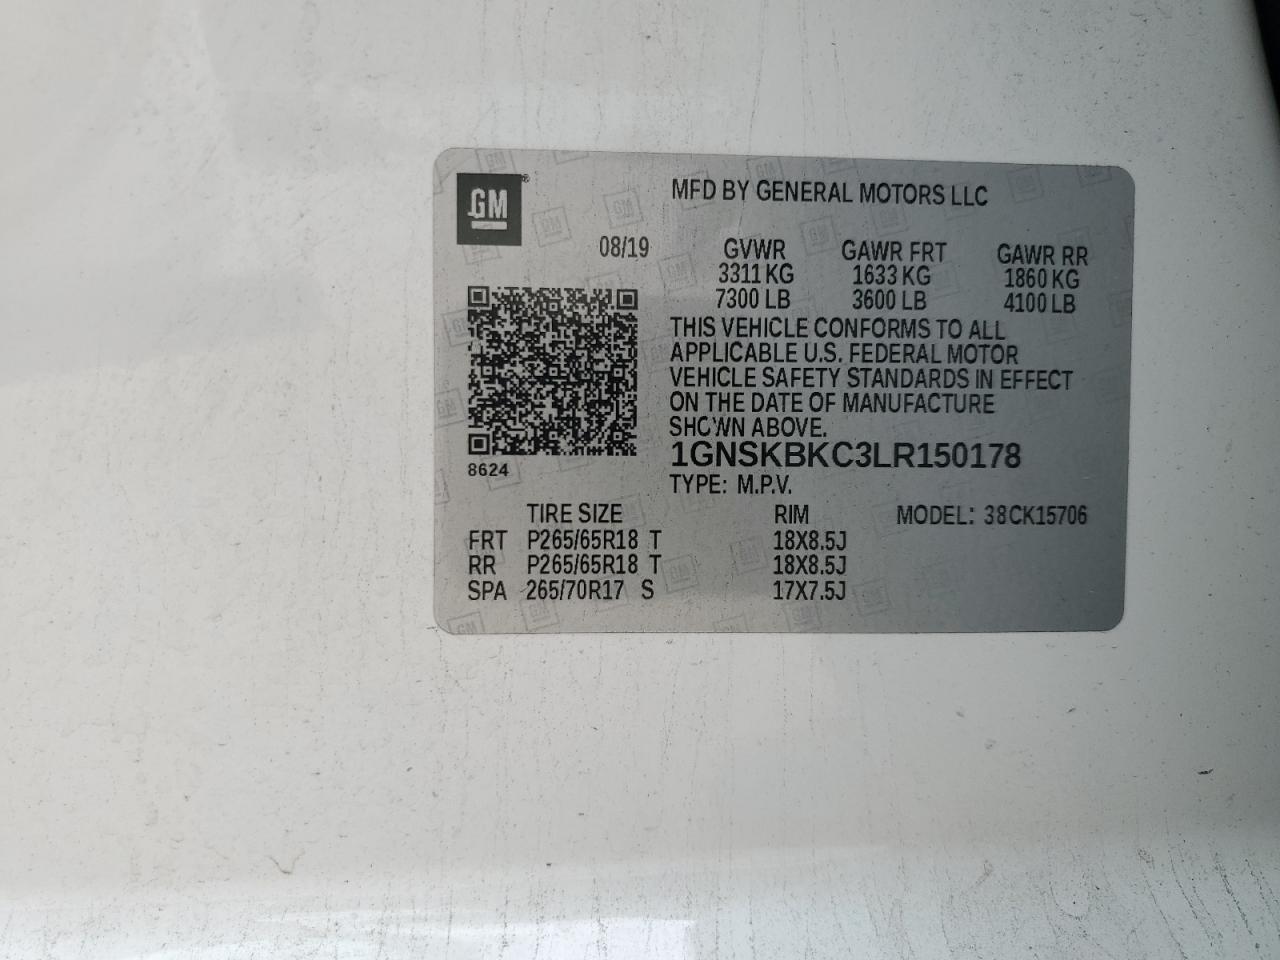 GM®
MFD BY GENERAL MOTORS LLC
08/19 GVWR GAWR FRT GAWR RR
3311 KG 1633 KG 1860 KG
7300 LB 3600 LB 4100 LB
THIS VEHICLE CONFORMS TO ALL
APPLICABLE U.S. FEDERAL MOTOR
VEHICLE SAFETY STANDARDS IN EFFECT
ON THE DATE OF MANUFACTURE
SHOWN ABOVE.
8624
1GNSKBKC3LR150178
TYPE: M.P.V.
TIRE SIZE RIM MODEL: 38CK15706
FRT P265/65R18 T 18X8.5J
RR P265/65R18 T 18X8.5J
SPA 265/70R17 S 17X7.5J